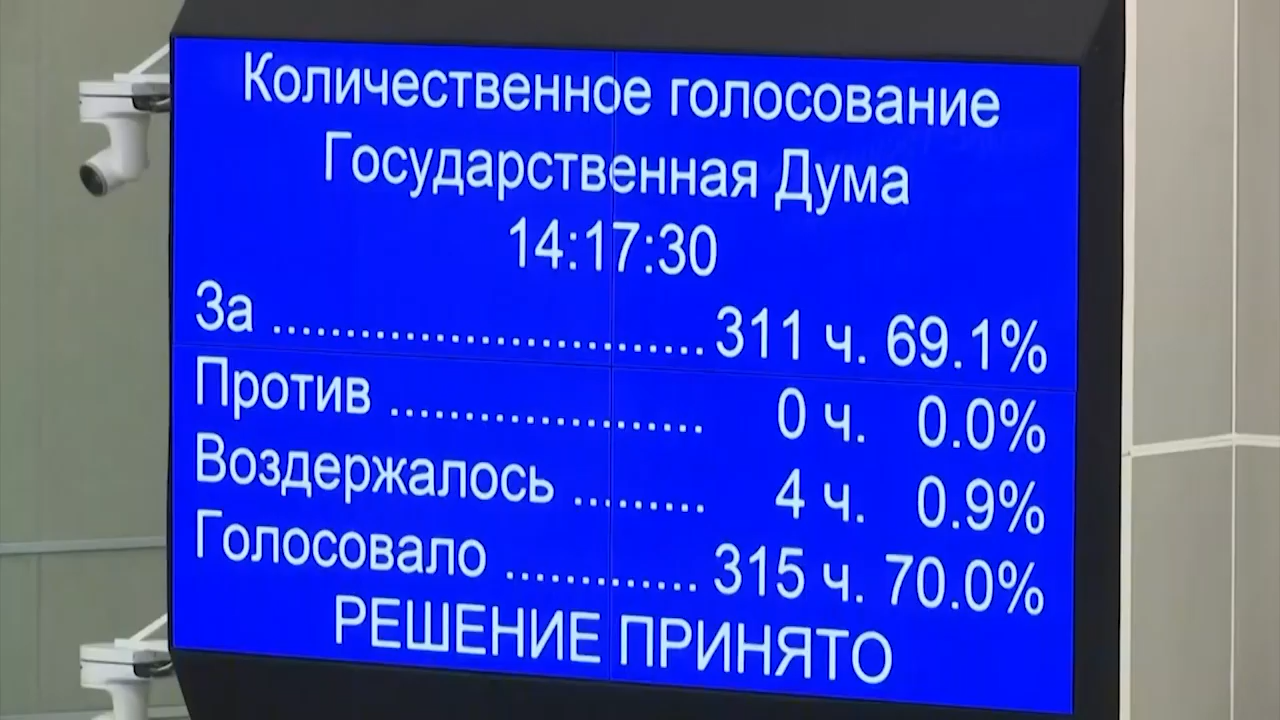 Количественное голосование
Государственная Дума
14:17:30
За .............................. 311 ч. 69.1%
Против ...................... 0 ч. 0.0%
Воздержалось ......... 4 ч. 0.9%
Голосовало ............. 315 ч. 70.0%
РЕШЕНИЕ ПРИНЯТО